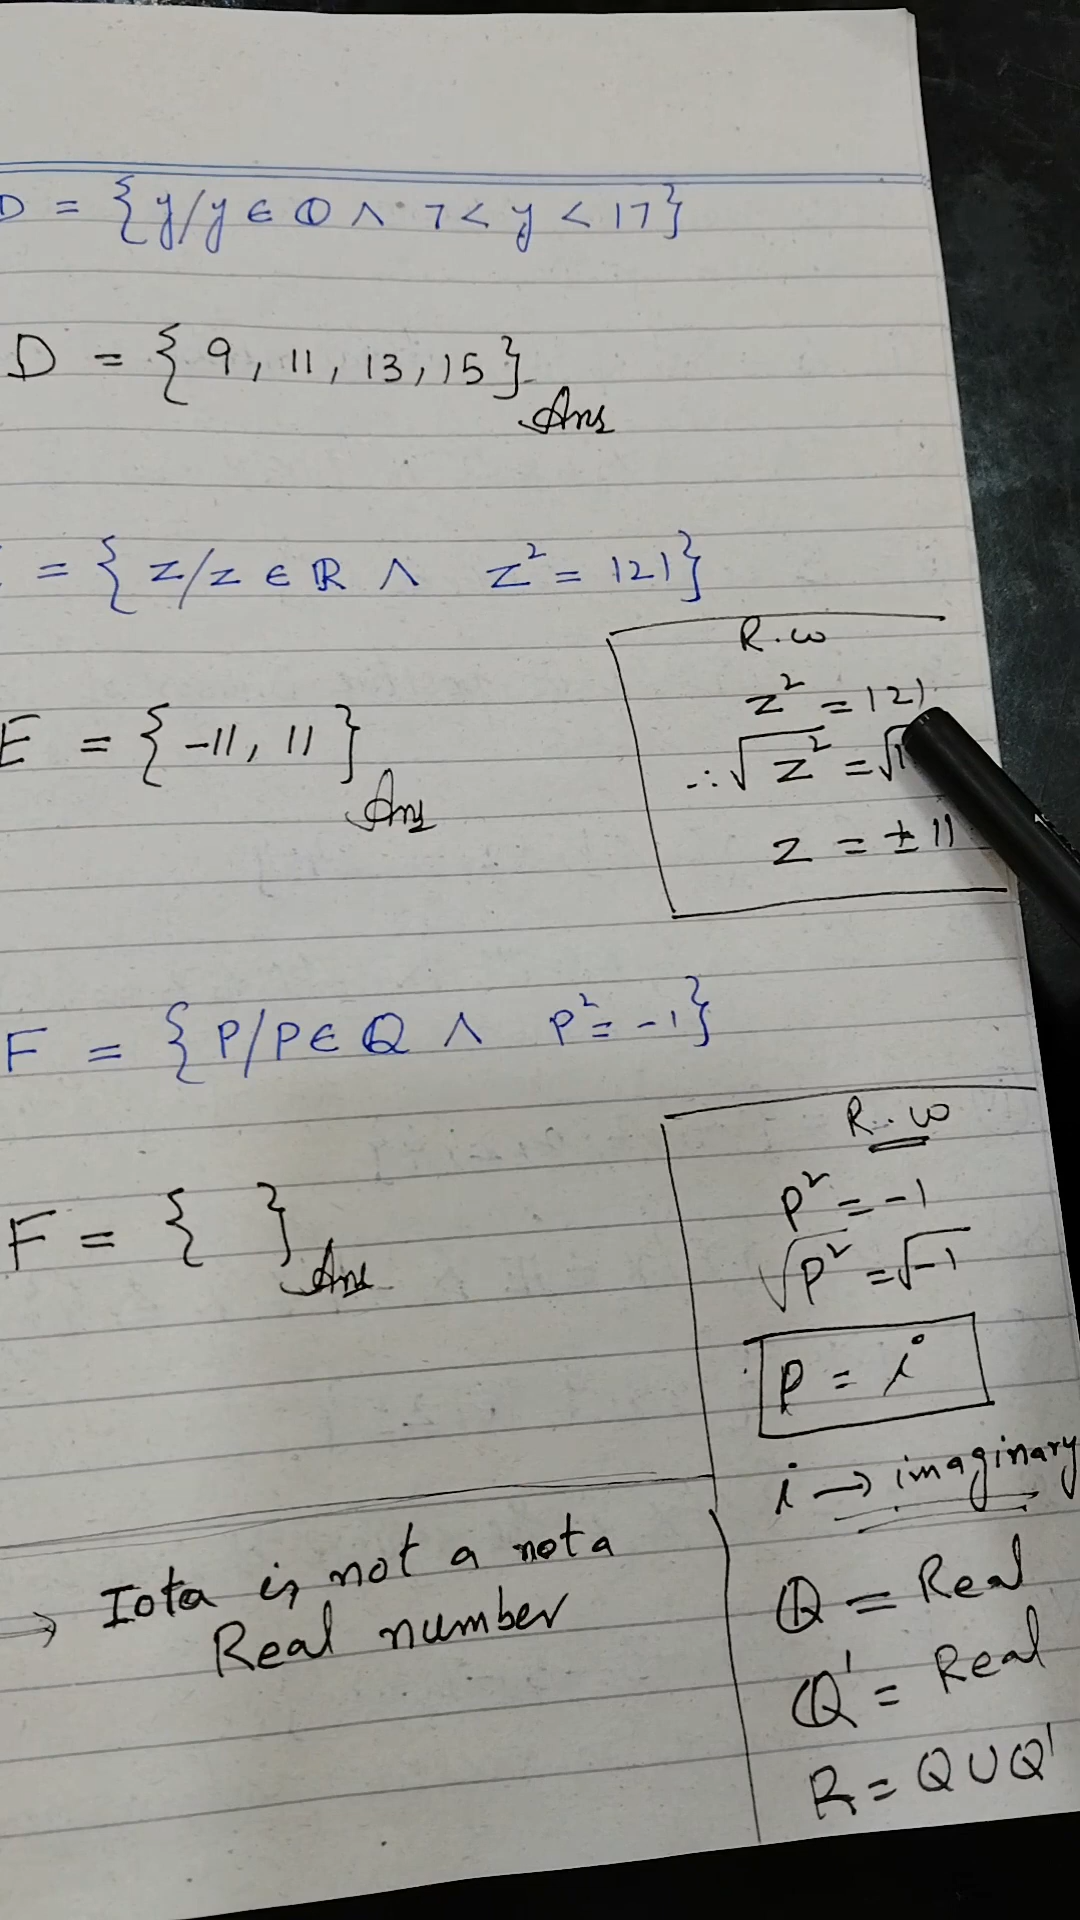 D = {y/y ∈ O ∧ 7 < y < 17}
D = {9, 11, 13, 15}
Ans
= {z/z ∈ ℝ ∧ z² = 121}
R.w
z² = 121
E = {-11, 11}
Ans
∴ √z² = √1
z = ± 11
F = {P/P ∈ Q ∧ P² = -1}
R.w
P² = -1
F = { }
Ans
√P² = √-1
P = i
i → imaginary
→ Iota is not a not a
Real number
Q = Real
Q' = Real
R = Q ∪ Q'